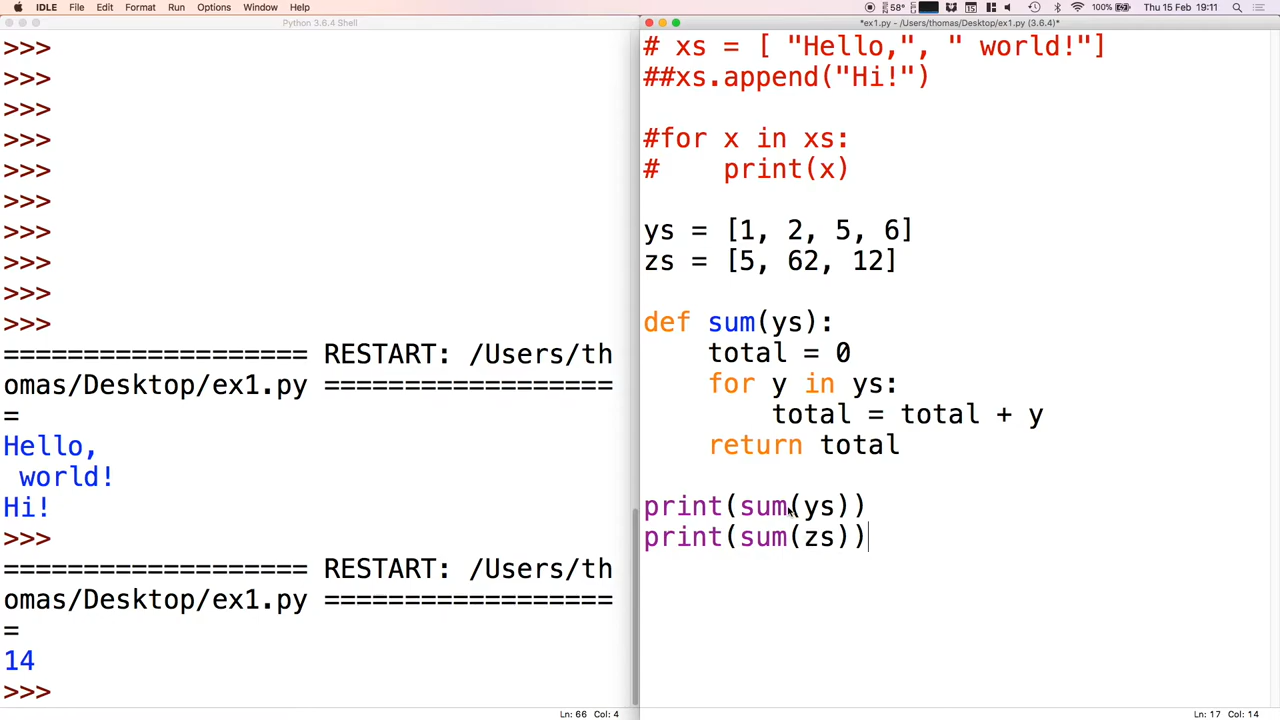 IDLE File Edit Format Run Options Window Help
58° 100% Thu 15 Feb 19:11
Python 3.6.4 Shell
>>>
>>>
>>>
>>>
>>>
>>>
>>>
>>>
>>>
>>>
=================== RESTART: /Users/th
omas/Desktop/ex1.py ==================
=
Hello,
 world!
Hi!
>>>
=================== RESTART: /Users/th
omas/Desktop/ex1.py ==================
=
14
>>>
Ln: 66 Col: 4
*ex1.py - /Users/thomas/Desktop/ex1.py (3.6.4)*
# xs = [ "Hello,", " world!"]
##xs.append("Hi!")
#for x in xs:
#    print(x)
ys = [1, 2, 5, 6]
zs = [5, 62, 12]
def sum(ys):
    total = 0
    for y in ys:
        total = total + y
    return total
print(sum(ys))
print(sum(zs))
Ln: 17 Col: 14